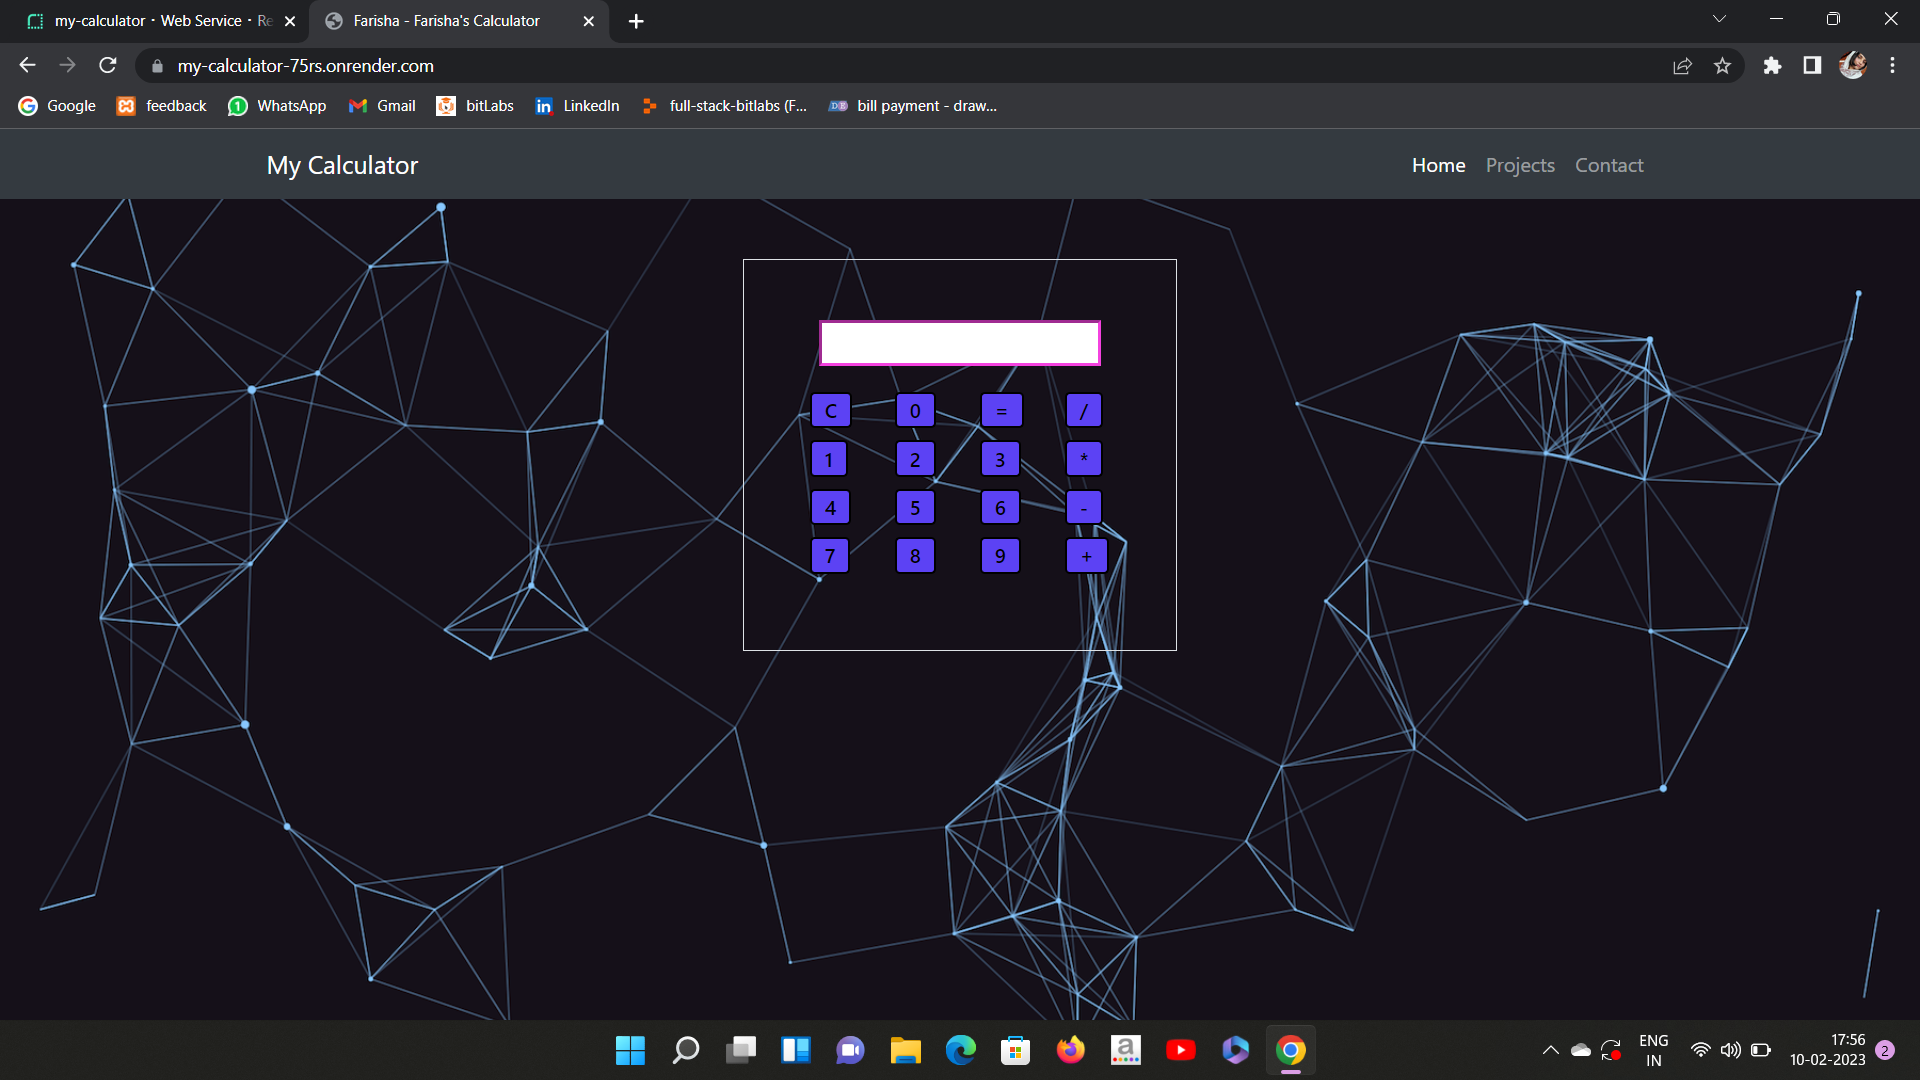 my-calculator · Web Service · Re
Farisha - Farisha's Calculator
my-calculator-75rs.onrender.com
Google
feedback
1
WhatsApp
Gmail
bitLabs
in
LinkedIn
full-stack-bitlabs (F...
bill payment - draw...
My Calculator
Home
Projects
Contact
C 0 = /
1 2 3 *
4 5 6 -
7 8 9 +
a
ENG
IN
17:56
10-02-2023
2